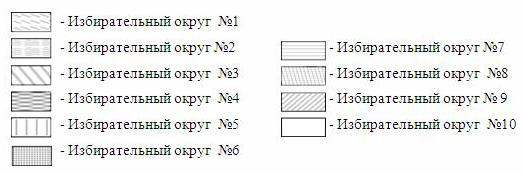 - Избирательный округ №1
- Избирательный округ №2
- Избирательный округ №3
- Избирательный округ №4
- Избирательный округ №5
- Избирательный округ №6
- Избирательный округ №7
- Избирательный округ №8
- Избирательный округ № 9
- Избирательный округ №10